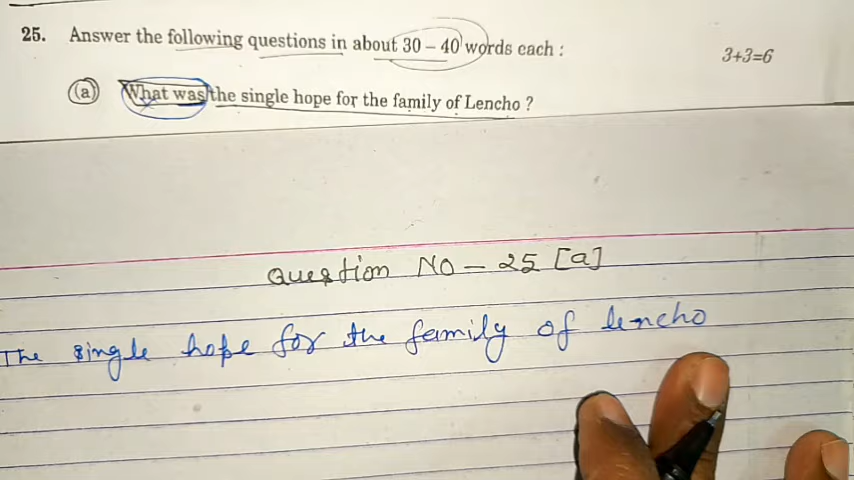 25. Answer the following questions in about 30 – 40 words each : 3+3=6
(a) What was the single hope for the family of Lencho ?
Question No - 25 [a]
The single hope for the family of lencho